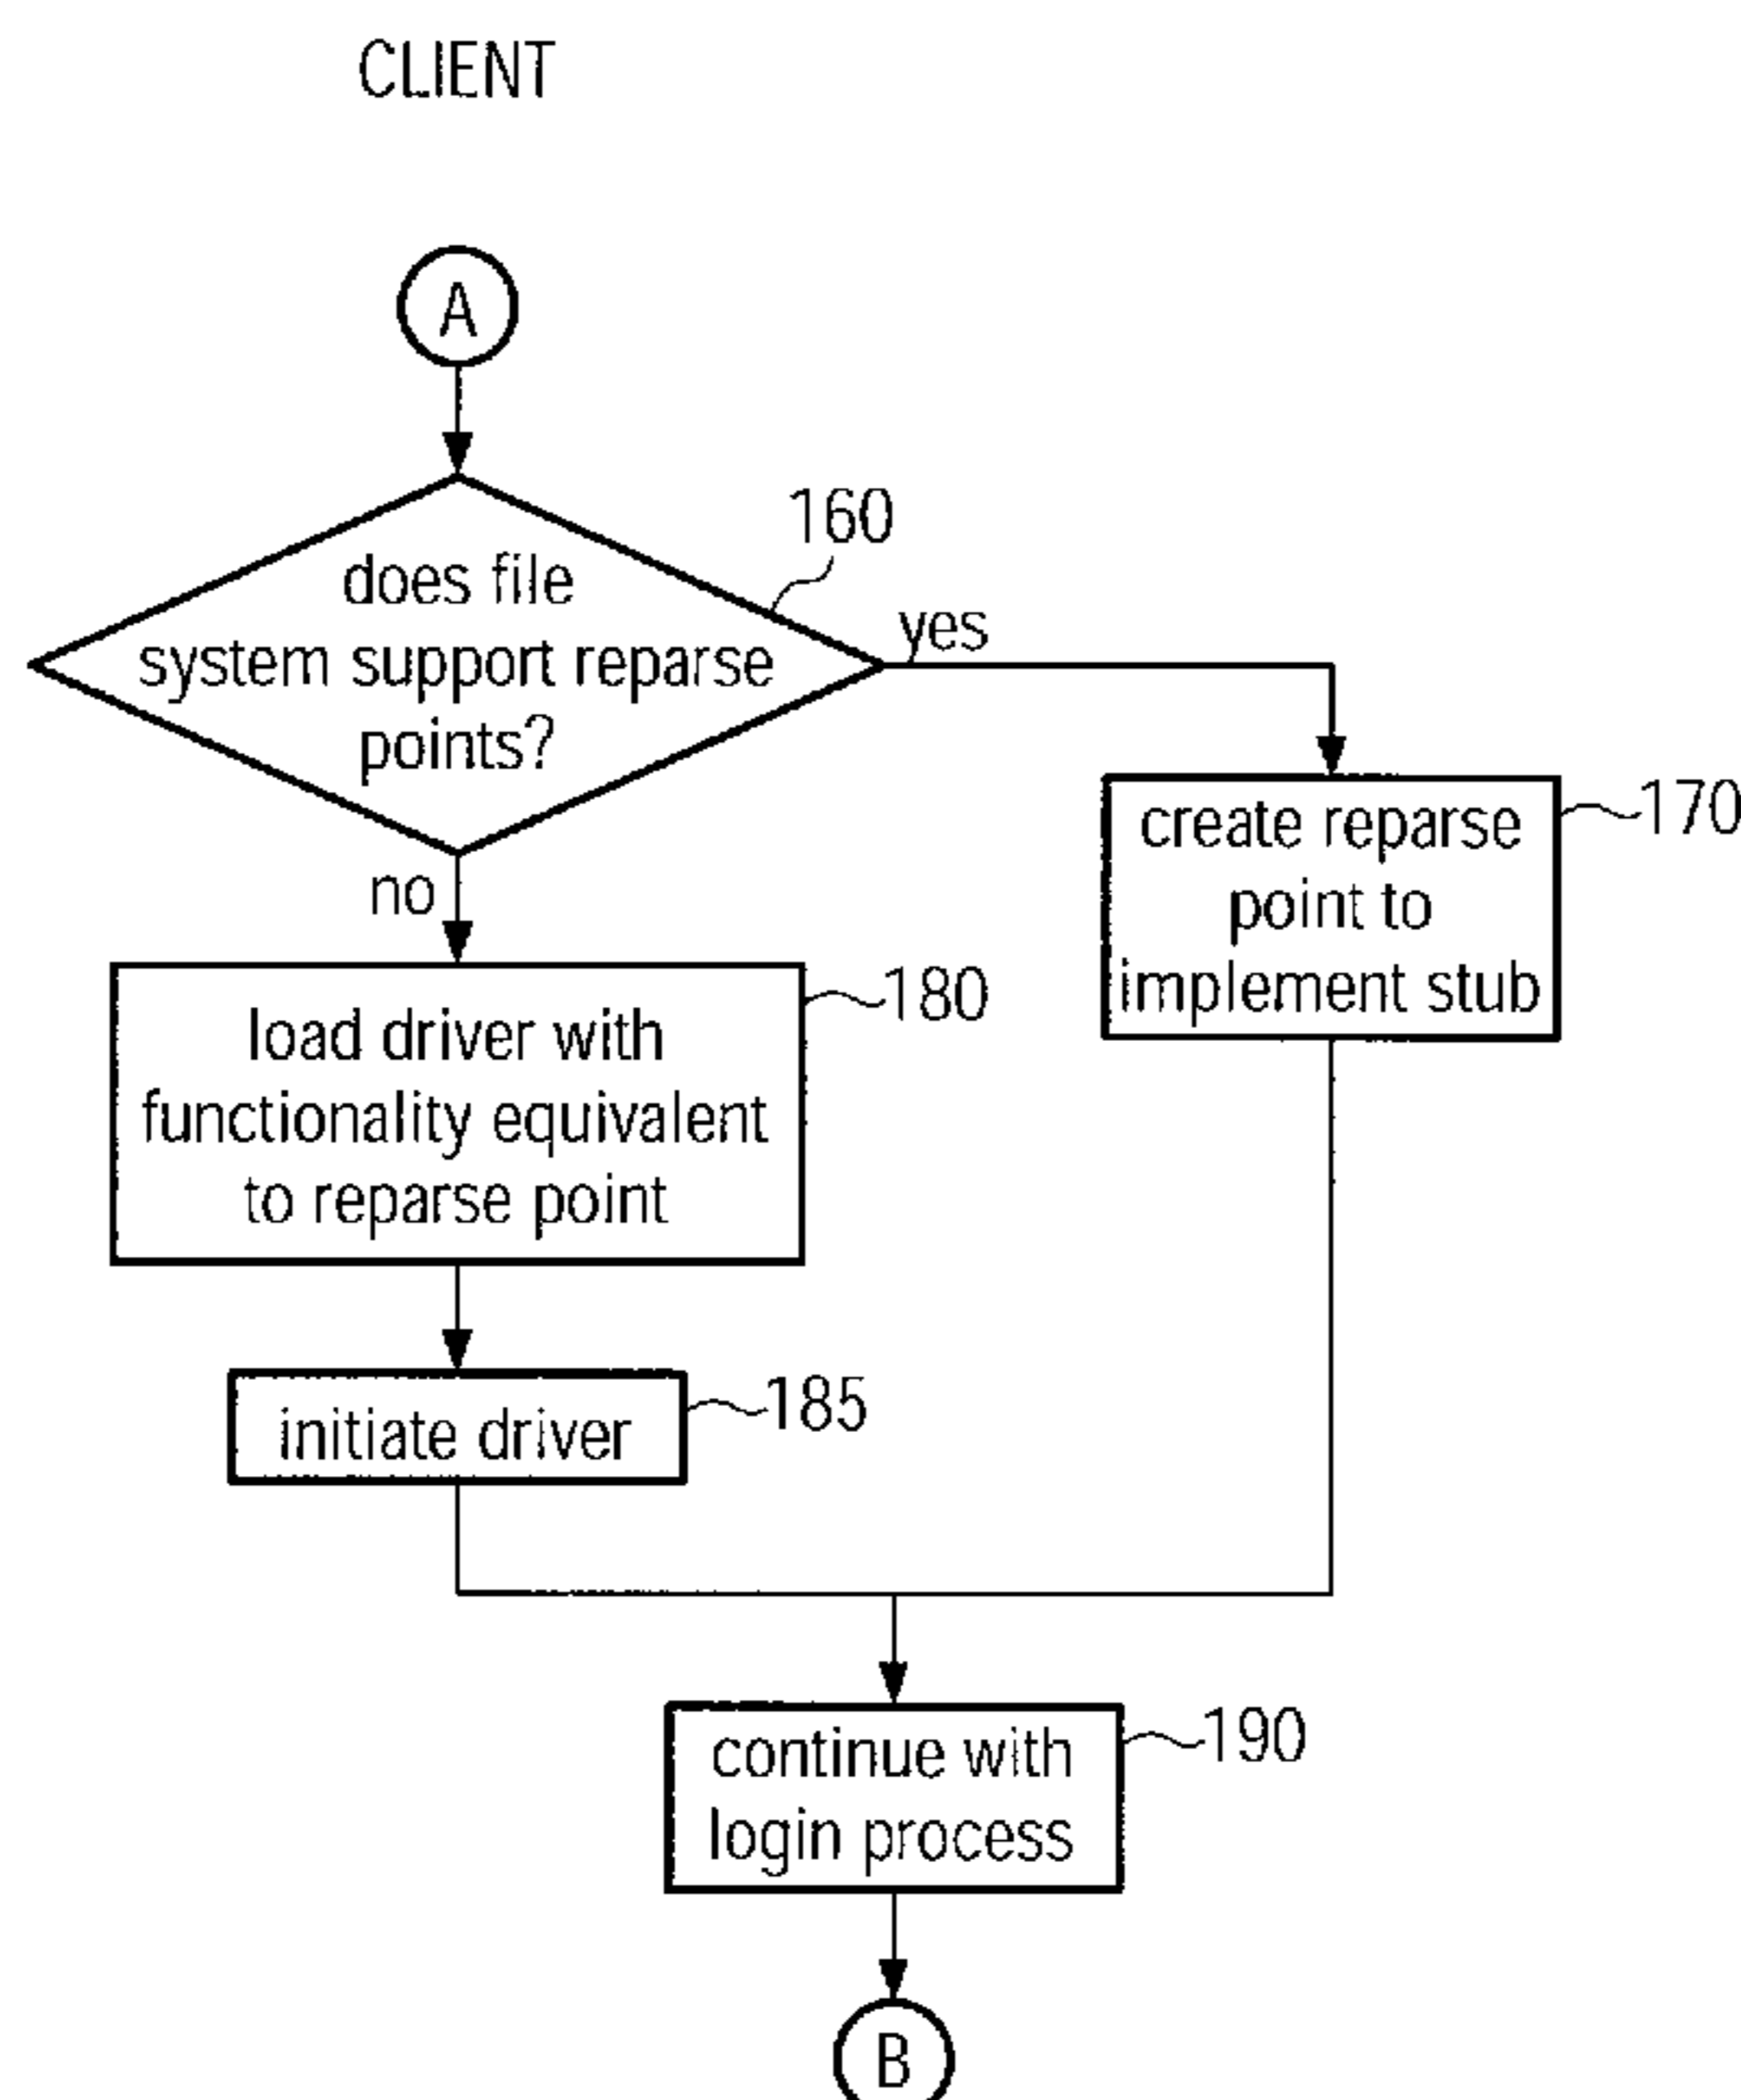 CLIENT
A
160
does file
system support reparse
points?
yes
no
170
create reparse
point to
implement stub
180
load driver with
functionality equivalent
to reparse point
185
initiate driver
190
continue with
login process
B